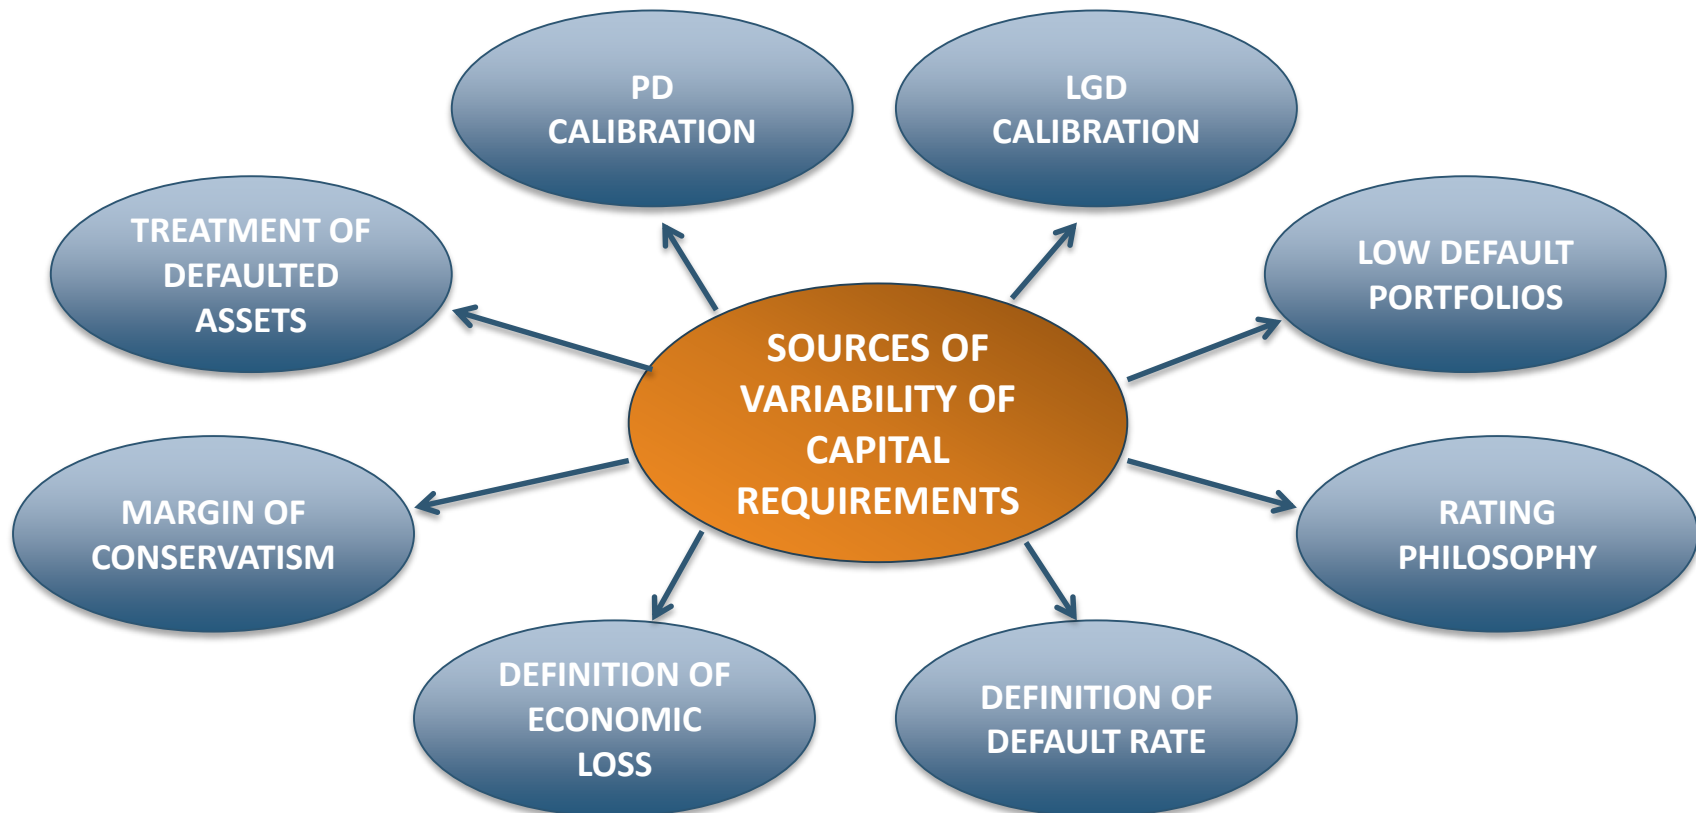 PD
CALIBRATION
LGD
CALIBRATION
TREATMENT OF
DEFAULTED
ASSETS
LOW DEFAULT
PORTFOLIOS
SOURCES OF
VARIABILITY OF
CAPITAL
REQUIREMENTS
MARGIN OF
CONSERVATISM
RATING
PHILOSOPHY
DEFINITION OF
ECONOMIC
LOSS
DEFINITION OF
DEFAULT RATE